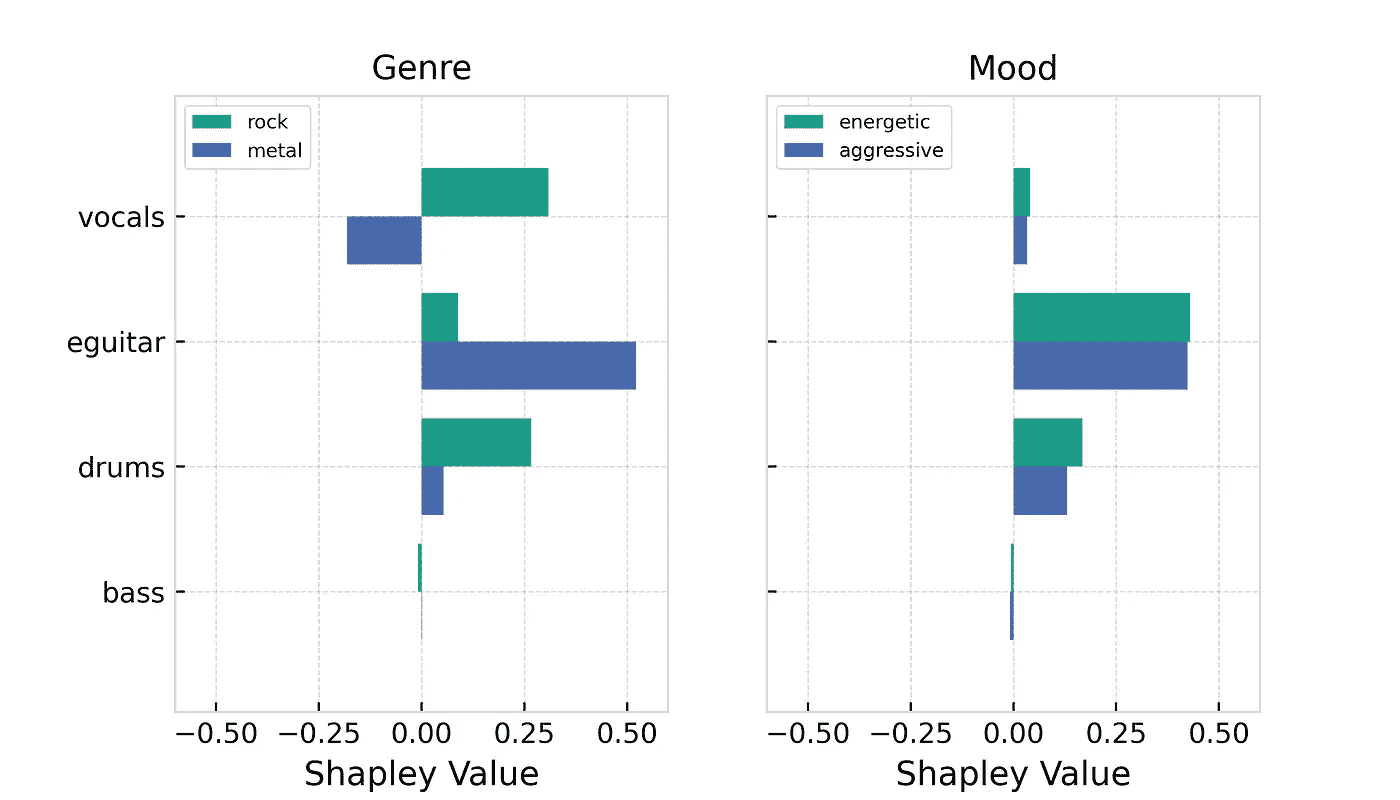 Genre
rock
metal
vocals
eguitar
drums
bass
−0.50 −0.25 0.00 0.25 0.50
Shapley Value
Mood
energetic
aggressive
−0.50 −0.25 0.00 0.25 0.50
Shapley Value